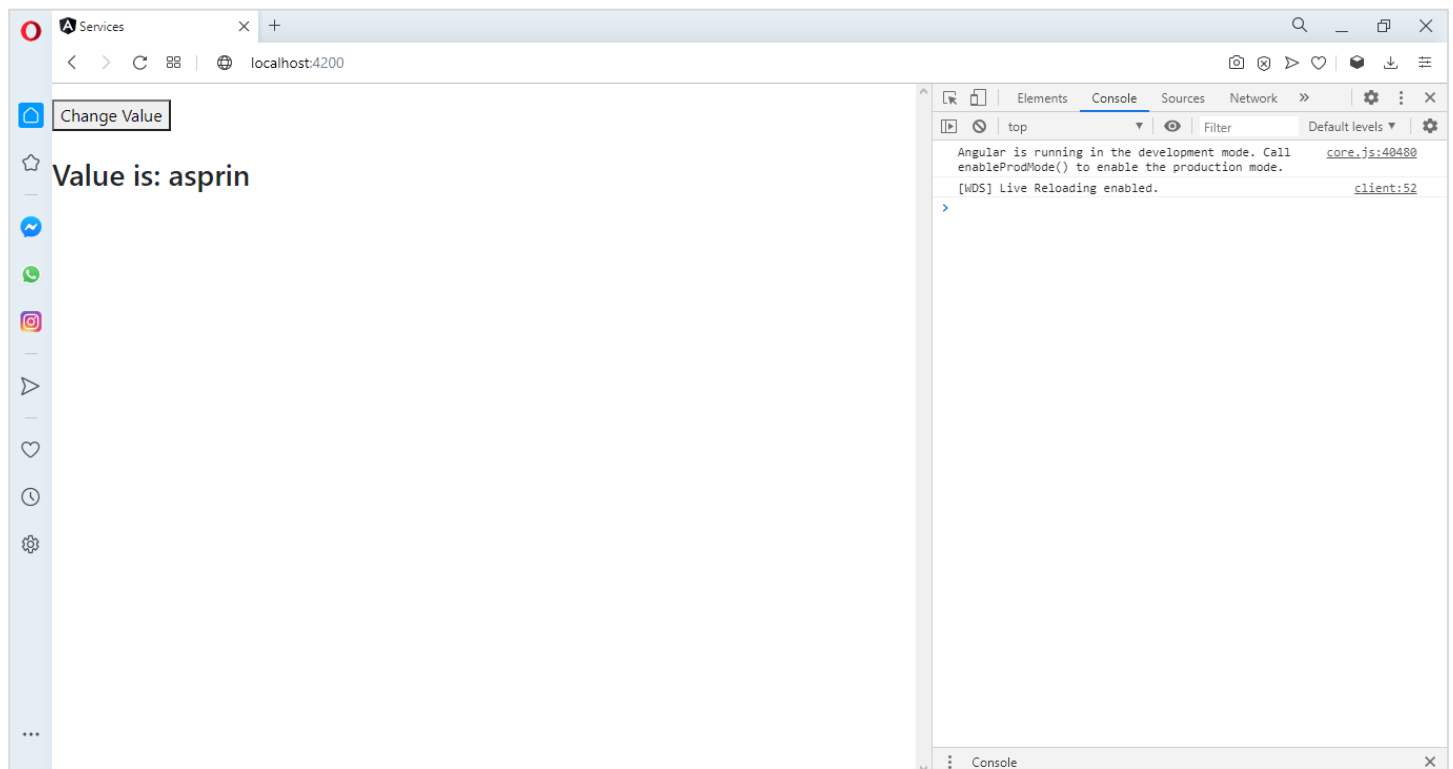 Services
localhost:4200
Change Value
Value is: asprin
Elements Console Sources Network »
top Filter Default levels ▼
Angular is running in the development mode. Call core.js:40480
enableProdMode() to enable the production mode.
[WDS] Live Reloading enabled. client:52
>
Console